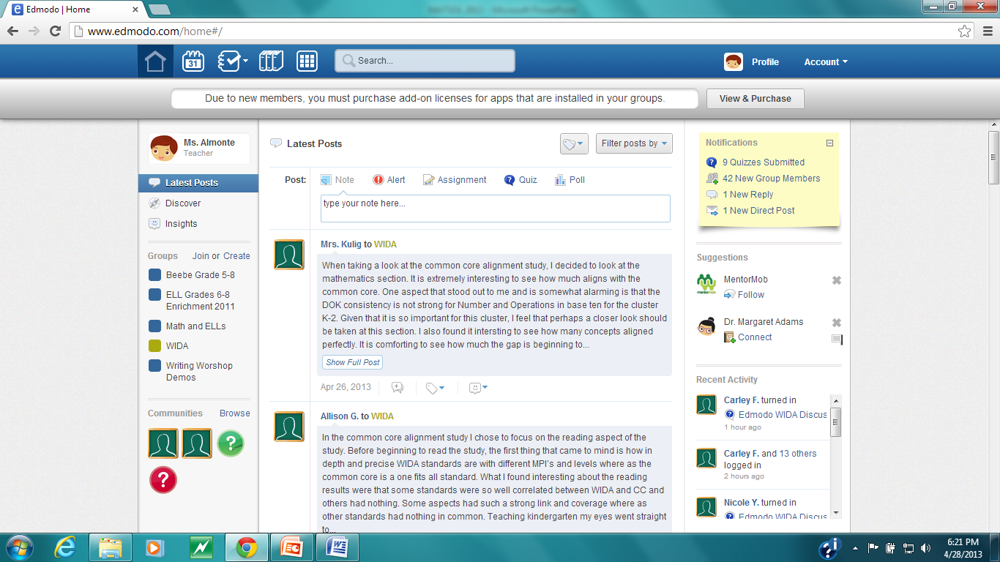 Edmodo | Home
www.edmodo.com/home#/
31
Search...
Profile
Account
Due to new members, you must purchase add-on licenses for apps that are installed in your groups.
View & Purchase
Ms. Almonte
Teacher
Latest Posts
Discover
Insights
Groups Join or Create
Beebe Grade 5-8
ELL Grades 6-8
Enrichment 2011
Math and ELLs
WIDA
Writing Worshop
Demos
Communities Browse
?
?
Latest Posts
Filter posts by
Post: Note Alert Assignment Quiz Poll
type your note here...
Mrs. Kulig to WIDA
When taking a look at the common core alignment study, I decided to look at the
mathematics section. It is extremely interesting to see how much aligns with the
common core. One aspect that stood out to me and is somewhat alarming is that the
DOK consistency is not strong for Number and Operations in base ten for the cluster
K-2. Given that it is so important for this cluster, I feel that perhaps a closer look should
be taken at this section. I also found it intersting to see how many concepts aligned
perfectly. It is comforting to see how much the gap is beginning to...
Show Full Post
Apr 26, 2013
Allison G. to WIDA
In the common core alignment study I chose to focus on the reading aspect of the
study. Before beginning to read the study, the first thing that came to mind is how in
depth and precise WIDA standards are with different MPI's and levels where as the
common core is a one fits all standard. What I found interesting about the reading
results were that some standards were so well correlated between WIDA and CC and
others had nothing. Some aspects had such a strong link and coverage where as
other standards had nothing in common. Teaching kindergarten my eyes went straight
to...
Notifications
9 Quizzes Submitted
42 New Group Members
1 New Reply
1 New Direct Post
Suggestions
MentorMob
Follow
Dr. Margaret Adams
Connect
Recent Activity
Carley F. turned in
Edmodo WIDA Discus
1 hour ago
Carley F. and 13 others
logged in
2 hours ago
Nicole Y. turned in
Edmodo WIDA Discus
6:21 PM
4/28/2013